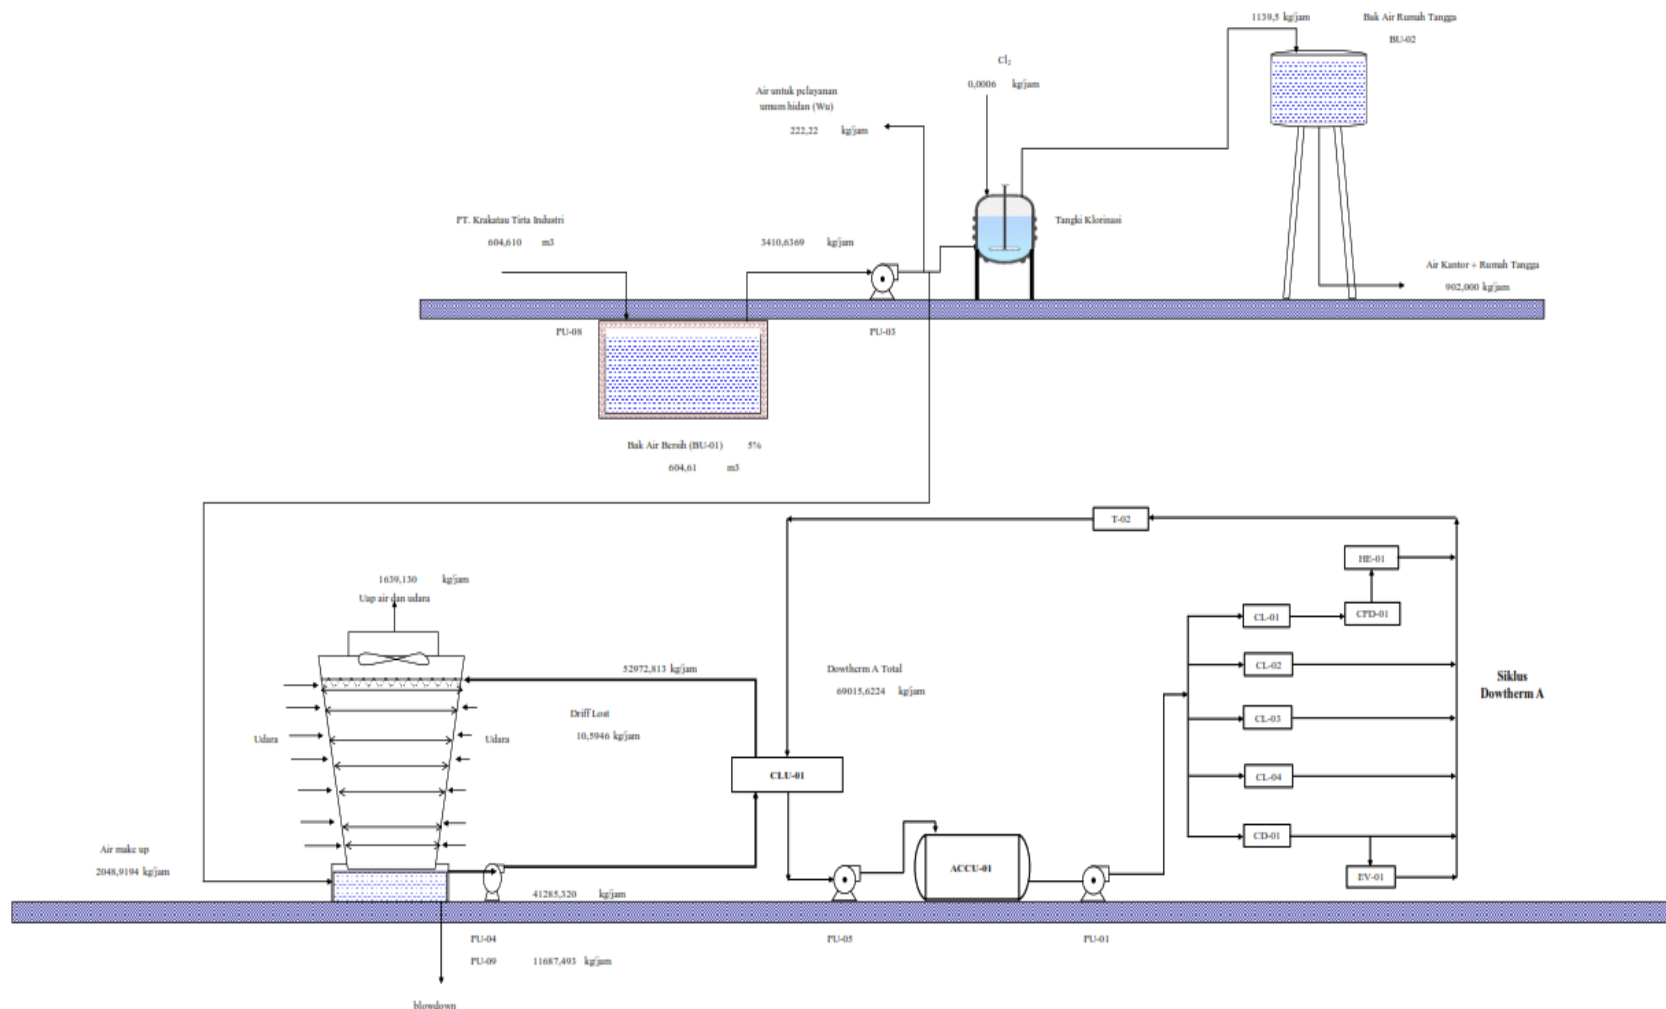 1139,5 kg/jam
Bak Air Rumah Tangga
BU-02
Cl₂
0,0006 kg/jam
Air untuk pelayanan
umum hidan (Wu)
222,22 kg/jam
PT. Krakatau Tirta Industri
604,610 m3
3410,6369 kg/jam
Tangki Klorinasi
Air Kantor + Rumah Tangga
902,000 kg/jam
PU-08
PU-03
Bak Air Bersih (BU-01) 5%
604,61 m3
T-02
HE-01
1639,130 kg/jam
Uap air dan udara
CL-01
CPD-01
52972,813 kg/jam
Dowtherm A Total
69015,6224 kg/jam
CL-02
Siklus
Dowtherm A
Driff Lost
10,5946 kg/jam
CL-03
Udara
Udara
CLU-01
CL-04
CD-01
Air make up
2048,9194 kg/jam
ACCU-01
EV-01
41285,320 kg/jam
PU-04
PU-05
PU-01
PU-09 11687,493 kg/jam
blowdown